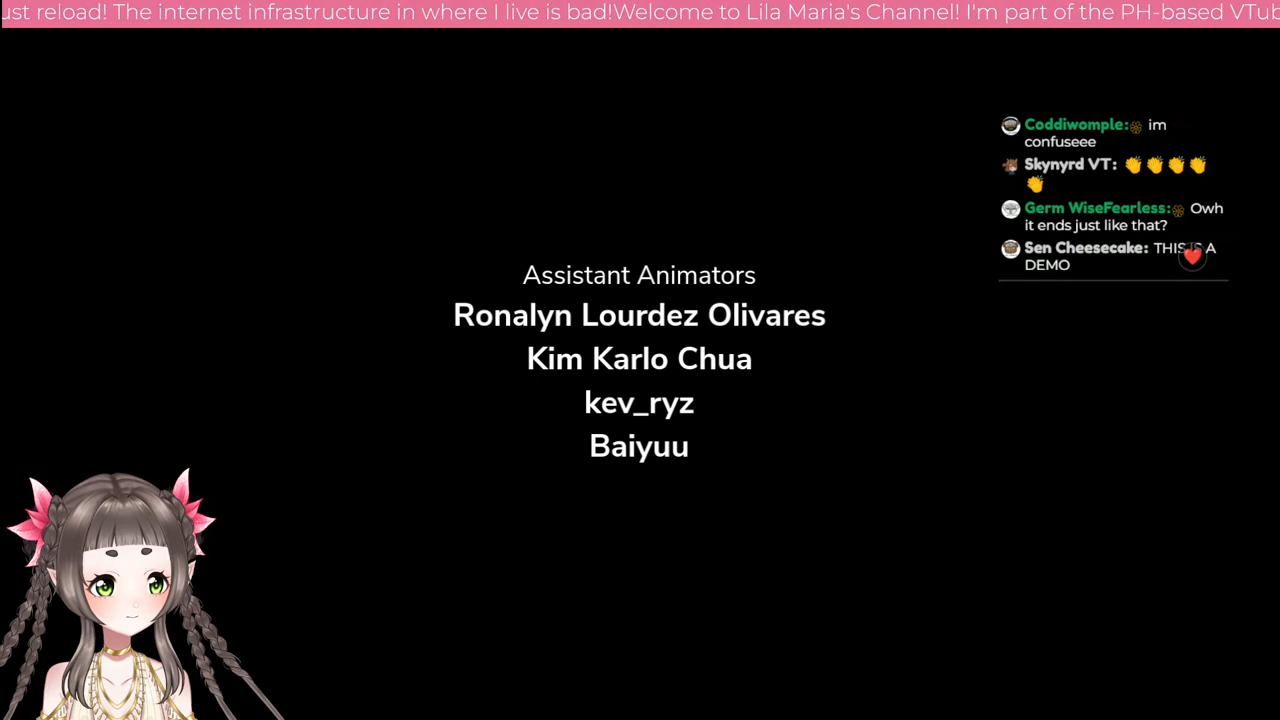 ust reload! The internet infrastructure in where I live is bad!Welcome to Lila Maria's Channel! I'm part of the PH-based VTub
Coddiwomple: im
confuseee
Skynyrd VT: 👏 👏 👏 👏
👏
Germ WiseFearless: Owh
it ends just like that?
Sen Cheesecake: THIS IS A
DEMO
Assistant Animators
Ronalyn Lourdez Olivares
Kim Karlo Chua
kev_ryz
Baiyuu